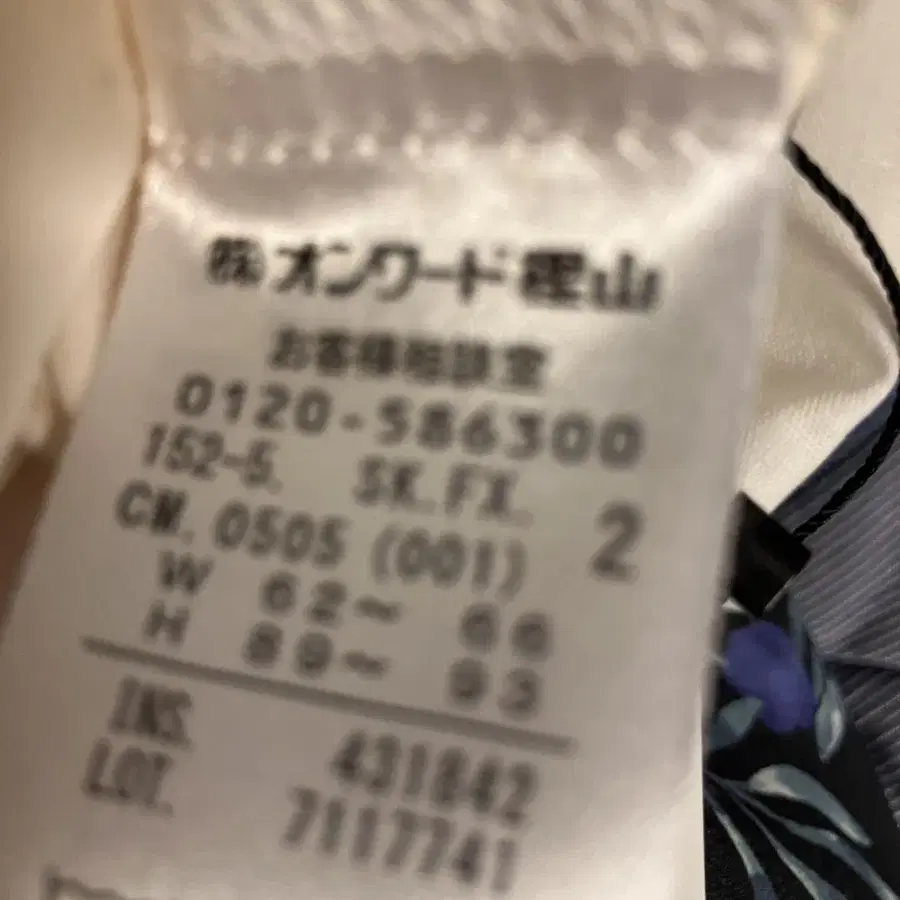 ㈱オンワード樫山
お客様相談室
0120-586300
152-5. SK.FX.
CM.0505 (001) 2
W 62~ 66
H 89~ 93
INS. 431842
LOT. 7117741